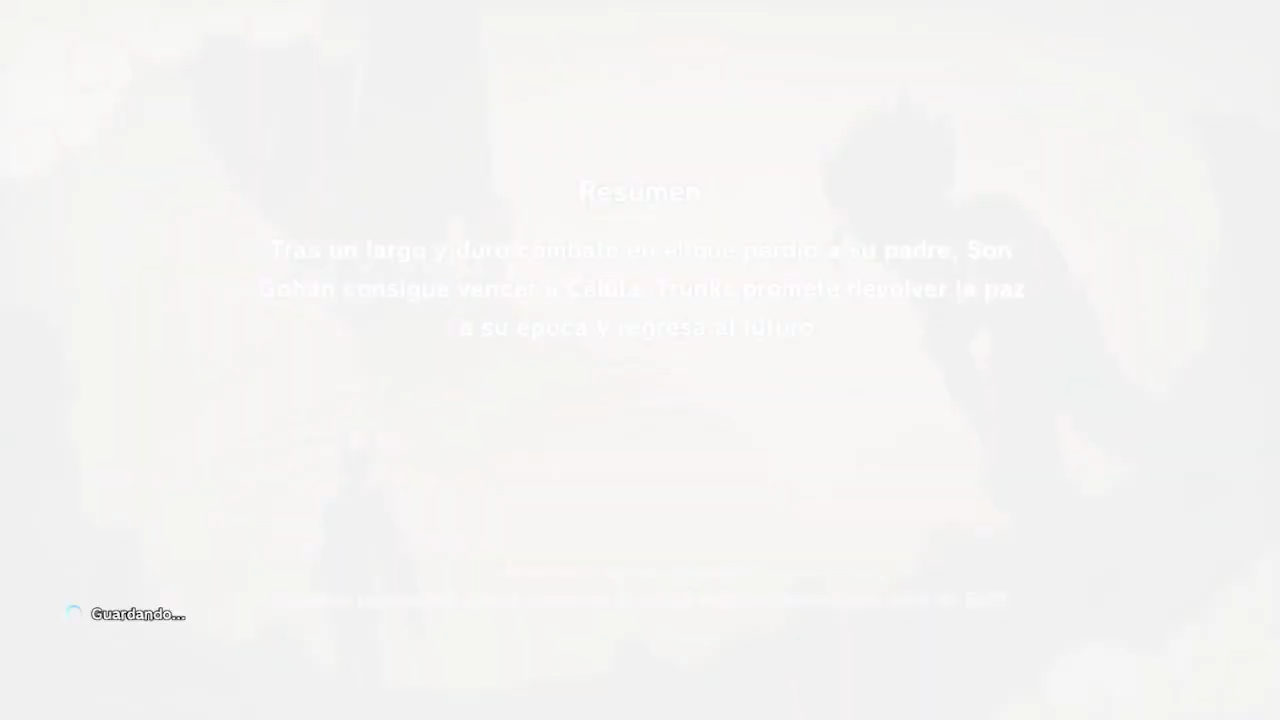 Resumen
Tras un largo y duro combate en el que perdió a su padre, Son
Gohan consigue vencer a Célula. Trunks promete devolver la paz
a su época y regresa al futuro.
Guardando...